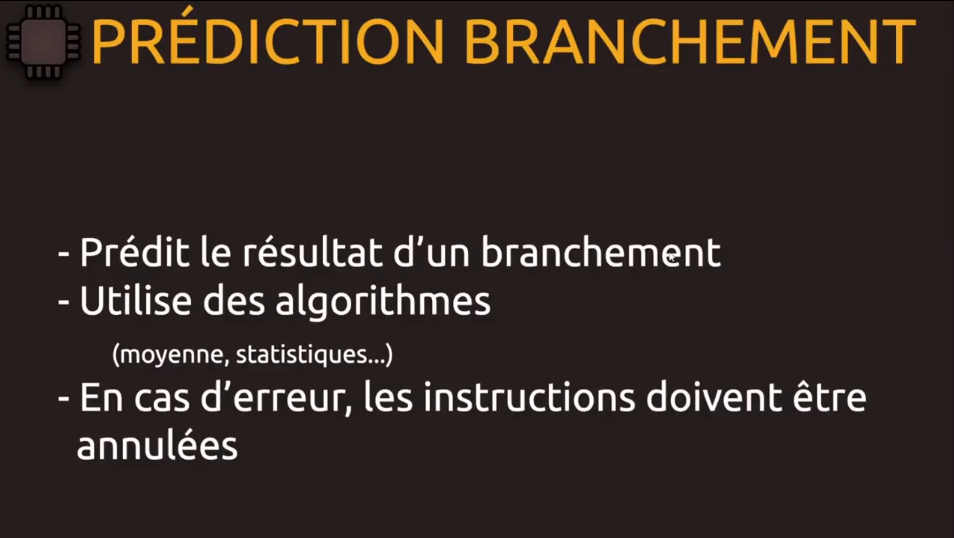 PRÉDICTION BRANCHEMENT
- Prédit le résultat d’un branchement
- Utilise des algorithmes
(moyenne, statistiques...)
- En cas d’erreur, les instructions doivent être
annulées